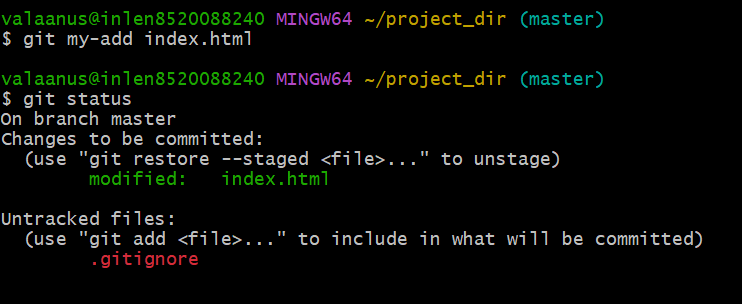 valaanus@inlen8520088240 MINGW64 ~/project_dir (master)
$ git my-add index.html
valaanus@inlen8520088240 MINGW64 ~/project_dir (master)
$ git status
On branch master
Changes to be committed:
(use "git restore --staged <file>..." to unstage)
modified: index.html
Untracked files:
(use "git add <file>..." to include in what will be committed)
.gitignore